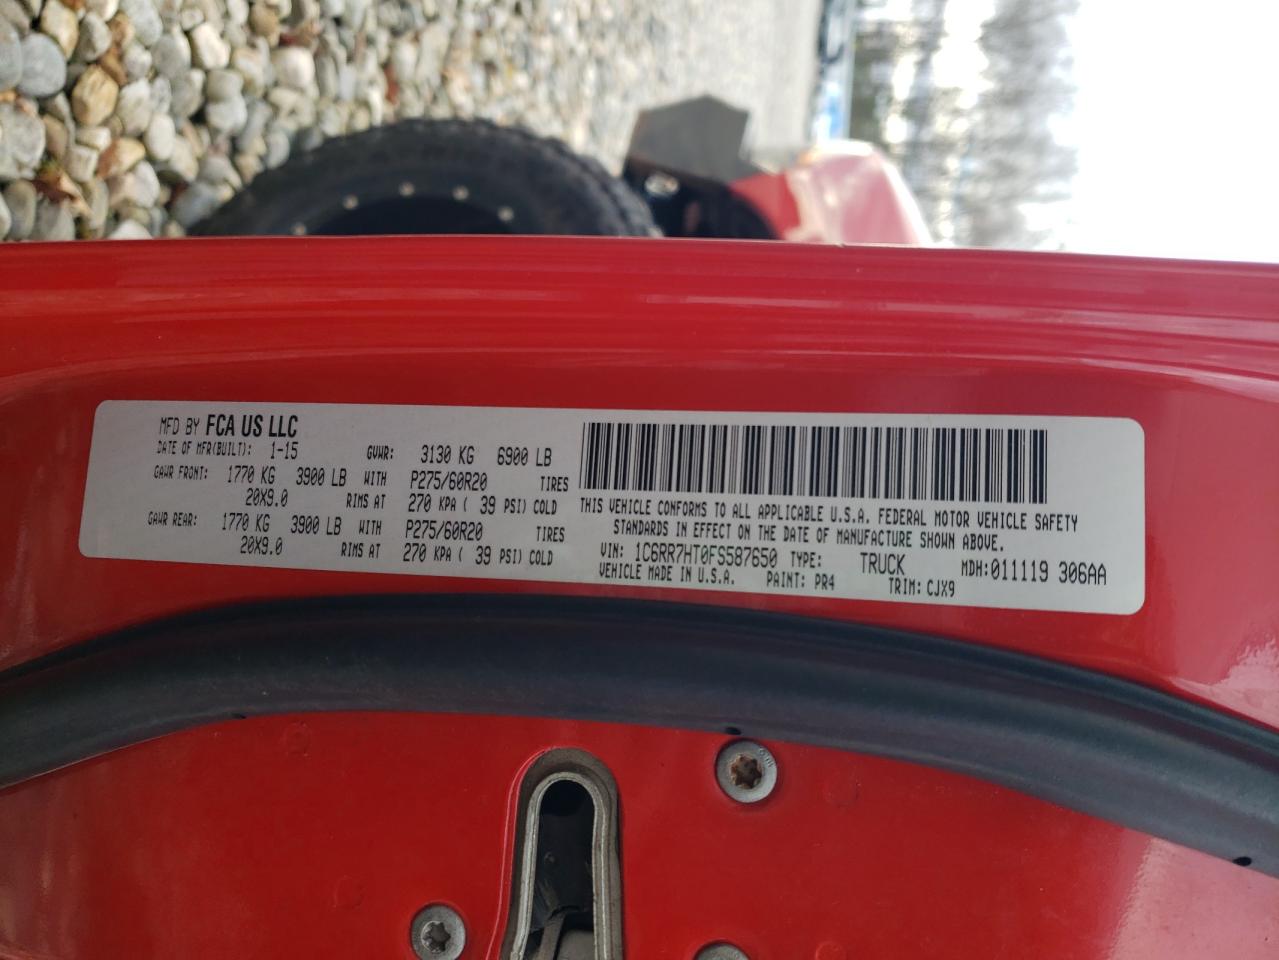 MFD BY FCA US LLC
DATE OF MFR(BUILT): 1-15 GVWR: 3130 KG 6900 LB
GAWR FRONT: 1770 KG 3900 LB WITH P275/60R20 TIRES
20X9.0 RIMS AT 270 KPA ( 39 PSI) COLD
GAWR REAR: 1770 KG 3900 LB WITH P275/60R20 TIRES
20X9.0 RIMS AT 270 KPA ( 39 PSI) COLD
THIS VEHICLE CONFORMS TO ALL APPLICABLE U.S.A. FEDERAL MOTOR VEHICLE SAFETY
STANDARDS IN EFFECT ON THE DATE OF MANUFACTURE SHOWN ABOVE.
VIN: 1C6RR7HT0FS587650 TYPE: TRUCK MDH:011119 306AA
VEHICLE MADE IN U.S.A. PAINT: PR4 TRIM: CJX9